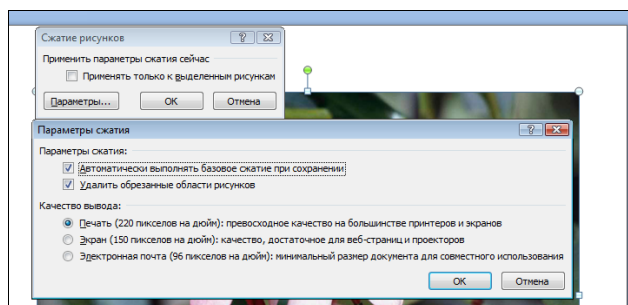 Сжатие рисунков
Применить параметры сжатия сейчас
Применять только к выделенным рисункам
Параметры... ОК Отмена
Параметры сжатия
Параметры сжатия:
Автоматически выполнять базовое сжатие при сохранении
Удалить обрезанные области рисунков
Качество вывода:
Печать (220 пикселов на дюйм): превосходное качество на большинстве принтеров и экранов
Экран (150 пикселов на дюйм): качество, достаточное для веб-страниц и проекторов
Электронная почта (96 пикселов на дюйм): минимальный размер документа для совместного использования
ОК Отмена